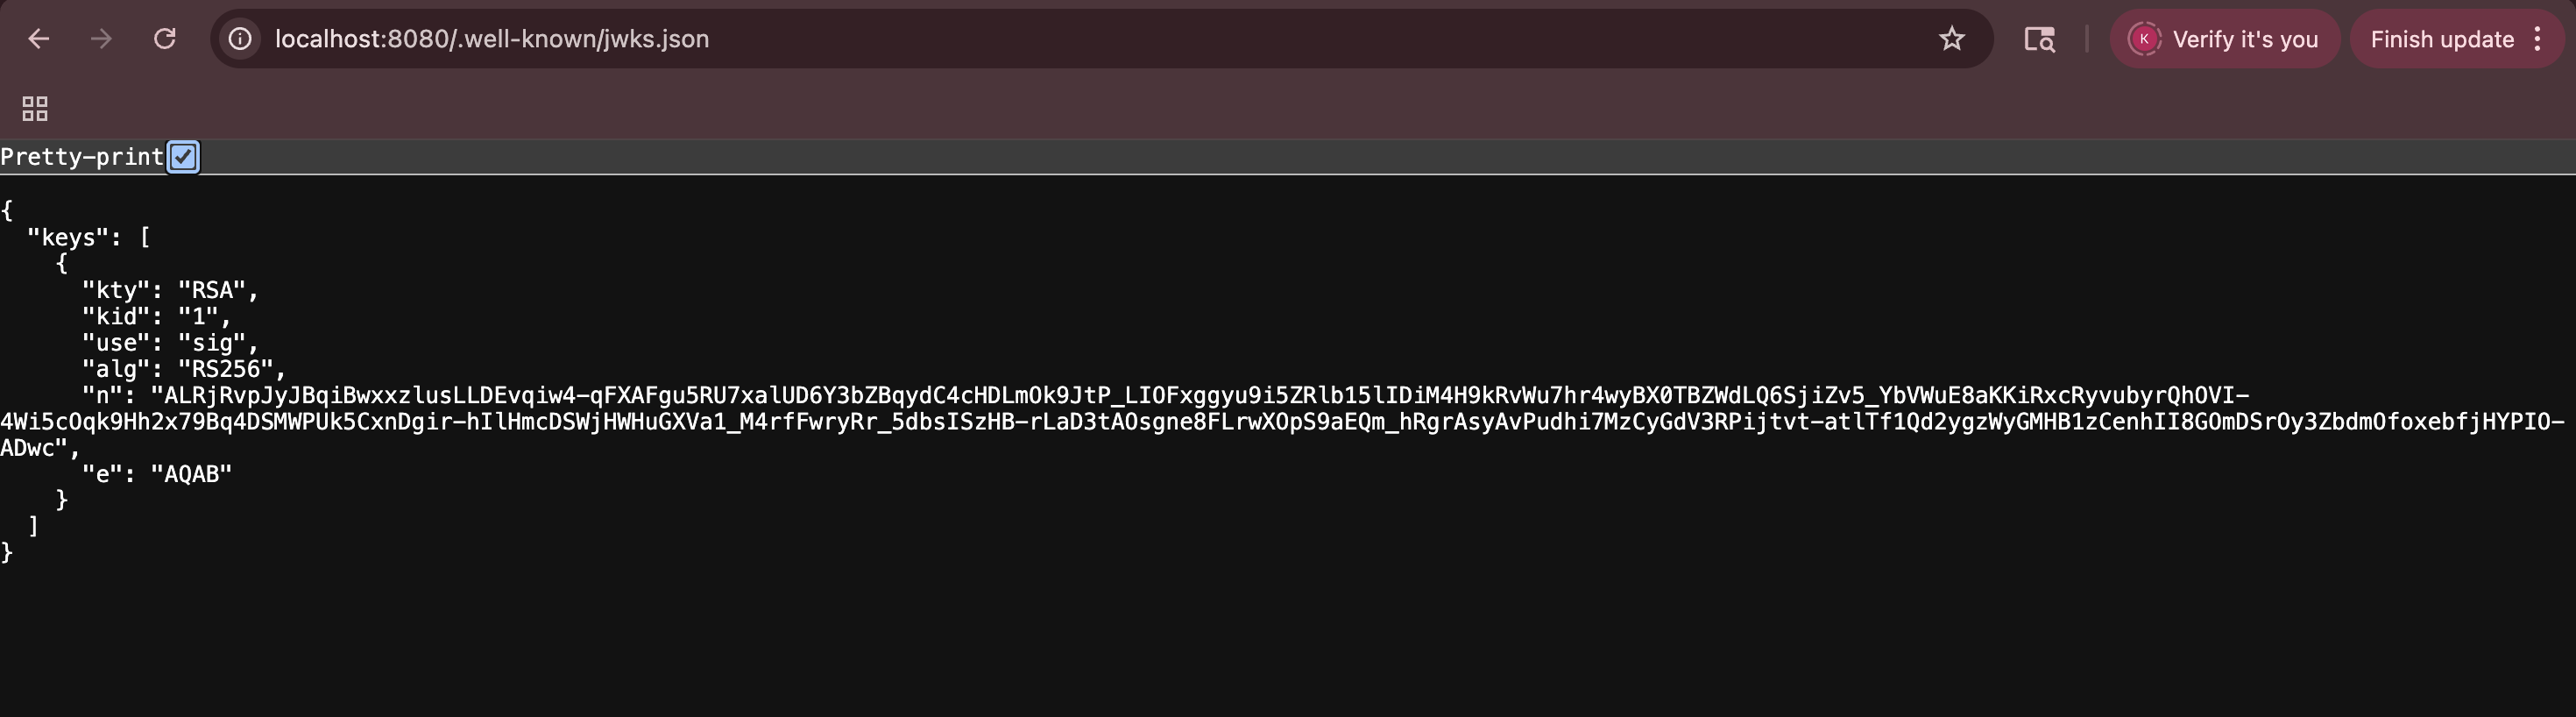 localhost:8080/.well-known/jwks.json
K
Verify it's you
Finish update
Pretty-print
{
  "keys": [
    {
      "kty": "RSA",
      "kid": "1",
      "use": "sig",
      "alg": "RS256",
      "n": "ALRjRvpJyJBqiBwxxzlusLLDEvqiw4-qFXAFgu5RU7xalUD6Y3bZBqydC4cHDLmOk9JtP_LIOFxggyu9i5ZRlb15lIDiM4H9kRvWu7hr4wyBX0TBZWdLQ6SjiZv5_YbVWuE8aKKiRxcRyvubyrQhOVI-
4Wi5cOqk9Hh2x79Bq4DSMWPUk5CxnDgir-hIlHmcDSWjHWHuGXVa1_M4rfFwryRr_5dbsISzHB-rLaD3tAOsgne8FLrwXOpS9aEQm_hRgrAsyAvPudhi7MzCyGdV3RPijtvt-atlTf1Qd2ygzWyGMHB1zCenhII8GOmDSrOy3ZbdmOfoxebfjHYPIO-
ADwc",
      "e": "AQAB"
    }
  ]
}